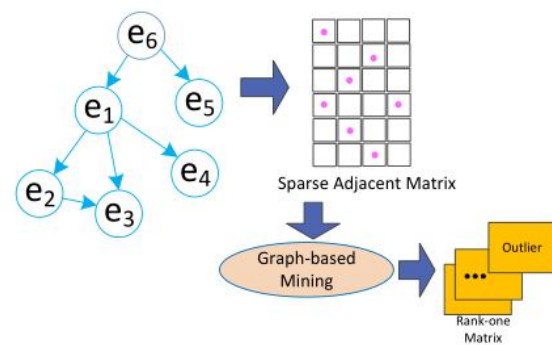 e6
e5
e1
e4
e2
e3
Sparse Adjacent Matrix
Graph-based
Mining
Outlier
•••
Rank-one
Matrix